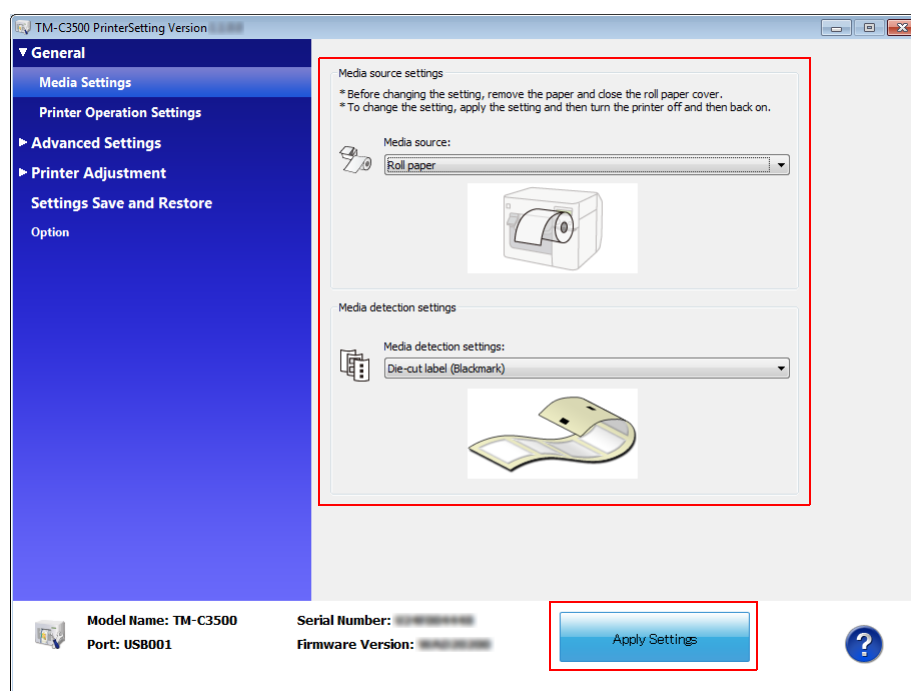 TM-C3500 PrinterSetting Version
▼ General
Media Settings
Printer Operation Settings
► Advanced Settings
► Printer Adjustment
Settings Save and Restore
Option
Media source settings
* Before changing the setting, remove the paper and close the roll paper cover.
* To change the setting, apply the setting and then turn the printer off and then back on.
Media source:
Roll paper
Media detection settings
Media detection settings:
Die-cut label (Blackmark)
Model Name: TM-C3500
Port: USB001
Serial Number:
Firmware Version:
Apply Settings
?